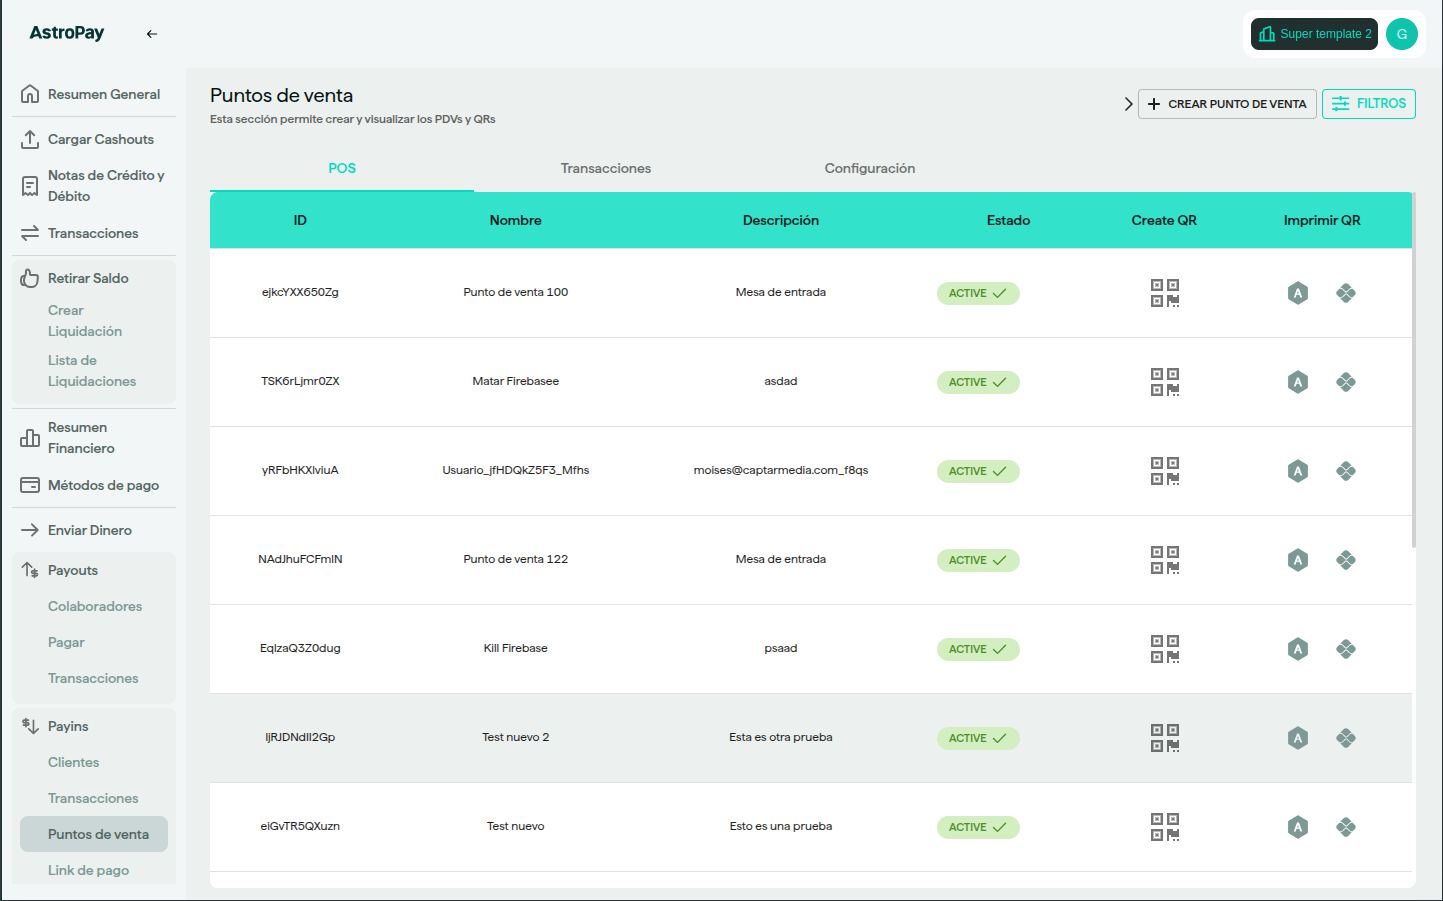 AstroPay
Super template 2
G
Resumen General
Cargar Cashouts
Notas de Crédito y
Débito
Transacciones
Retirar Saldo
Crear
Liquidación
Lista de
Liquidaciones
Resumen
Financiero
Métodos de pago
Enviar Dinero
Payouts
Colaboradores
Pagar
Transacciones
Payins
Clientes
Transacciones
Puntos de venta
Link de pago
Puntos de venta
Esta sección permite crear y visualizar los PDVs y QRs
CREAR PUNTO DE VENTA
FILTROS
POS Transacciones Configuración
ID Nombre Descripción Estado Create QR Imprimir QR
ejkcYXX650Zg Punto de venta 100 Mesa de entrada ACTIVE A
TSK6rLjmr0ZX Matar Firebasee asdad ACTIVE A
yRFbHKXlviuA Usuario_jfHDQkZ5F3_Mfhs moises@captarmedia.com_f8qs ACTIVE A
NAdJhuFCFmlN Punto de venta 122 Mesa de entrada ACTIVE A
EqlzaQ3Z0dug Kill Firebase psaad ACTIVE A
Test nuevo 2 Esta es otra prueba ACTIVE A
eiGvTR5QXuzn Test nuevo Esto es una prueba ACTIVE A